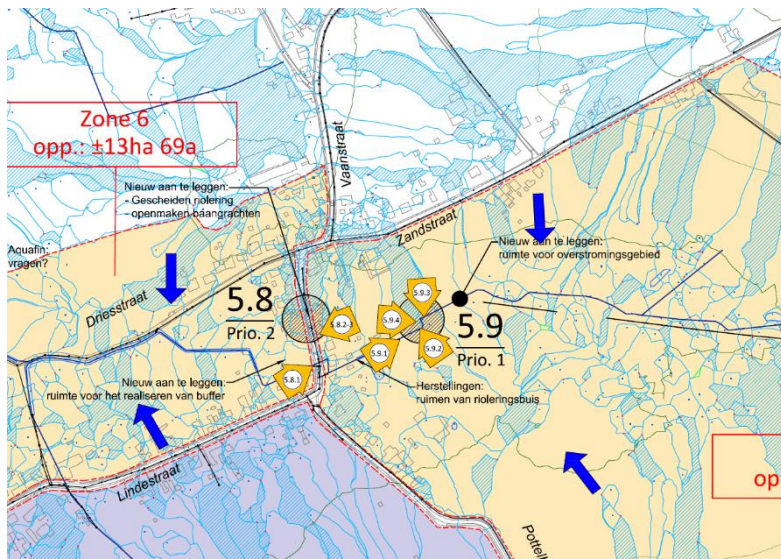 Zone 6
opp.: ±13ha 69a
Nieuw aan te leggen:
- Gescheiden riolering
- openmaken baangrachten
Vaanstraat
Zandstraat
Nieuw aan te leggen:
ruimte voor overstromingsgebied
Aquafin:
vragen?
Driesstraat
5.8
Prio. 2
5.8.2-3
5.9.3
5.9.4
5.9.1
5.9.2
5.9
Prio. 1
Nieuw aan te leggen:
ruimte voor het realiseren van buffer
5.8.1
Herstellingen:
ruimen van rioleringsbuis
Lindestraat
Pottelb
op